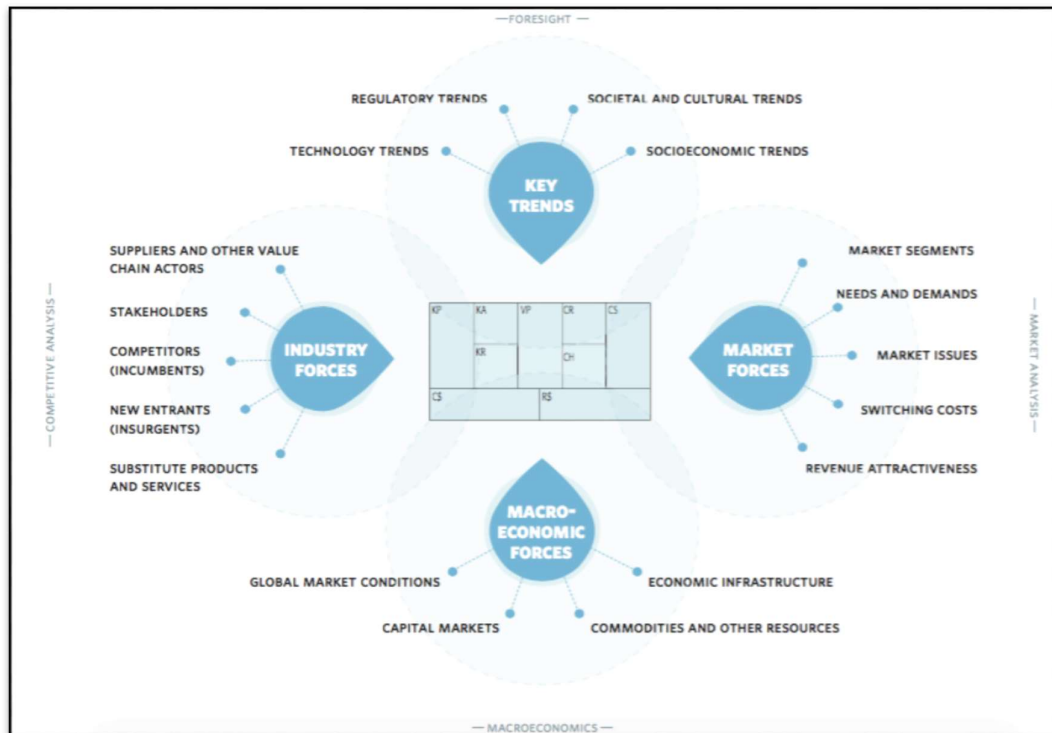 —FORESIGHT —
REGULATORY TRENDS
SOCIETAL AND CULTURAL TRENDS
TECHNOLOGY TRENDS
SOCIOECONOMIC TRENDS
KEY
TRENDS
SUPPLIERS AND OTHER VALUE
CHAIN ACTORS
STAKEHOLDERS
COMPETITORS
(INCUMBENTS)
NEW ENTRANTS
(INSURGENTS)
SUBSTITUTE PRODUCTS
AND SERVICES
— COMPETITIVE ANALYSIS —
INDUSTRY
FORCES
KP
KA
VP
CR
CS
KR
CH
C$
R$
MARKET
FORCES
MARKET SEGMENTS
NEEDS AND DEMANDS
MARKET ISSUES
SWITCHING COSTS
REVENUE ATTRACTIVENESS
— MARKET ANALYSIS —
MACRO-
ECONOMIC
FORCES
GLOBAL MARKET CONDITIONS
ECONOMIC INFRASTRUCTURE
CAPITAL MARKETS
COMMODITIES AND OTHER RESOURCES
— MACROECONOMICS —